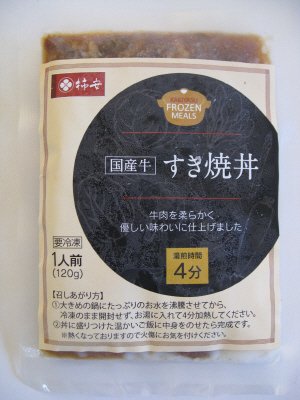 柿安
KAKIYASU
FROZEN
MEALS
国産牛 すき焼丼
牛肉を柔らかく
優しい味わいに仕上げました
要冷凍
1人前
(120g)
湯煎時間
4分
【召しあがり方】
①大きめの鍋にたっぷりのお水を沸騰させてから、
冷凍のまま開封せず、お湯に入れて4分加熱してください。
②丼に盛りつけた温かいご飯に中身をのせたら完成です。
※熱くなっておりますので火傷にお気を付けください。